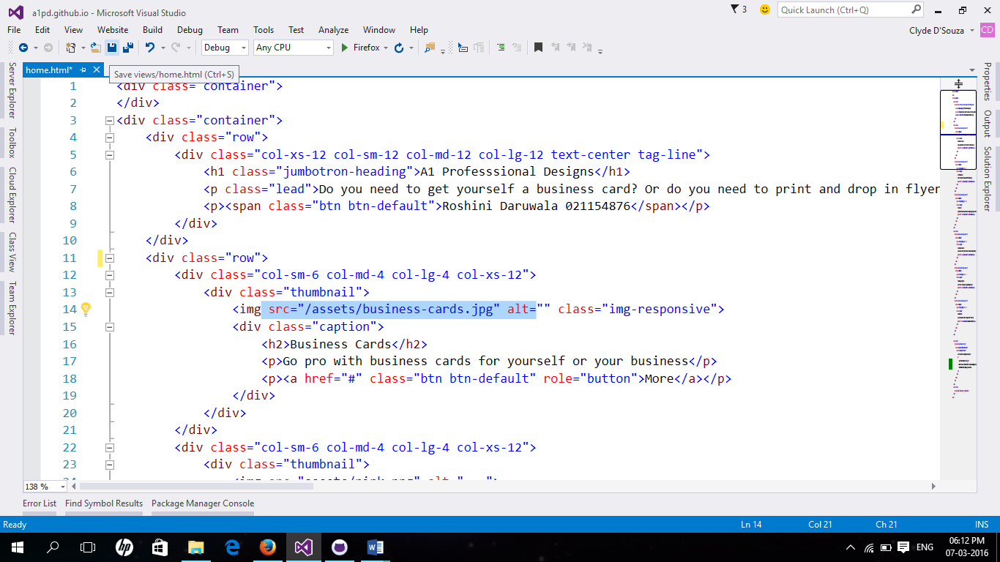 a1pd.github.io - Microsoft Visual Studio
3
Quick Launch (Ctrl+Q)
File Edit View Website Build Debug Team Tools Test Analyze Window Help
Clyde D'Souza
CD
Debug
Any CPU
Firefox
home.html*
Save views/home.html (Ctrl+S)
Server Explorer
Toolbox
Cloud Explorer
Class View
Team Explorer
1 <div class="container">
2 </div>
3 <div class="container">
4 <div class="row">
5 <div class="col-xs-12 col-sm-12 col-md-12 col-lg-12 text-center tag-line">
6 <h1 class="jumbotron-heading">A1 Professsional Designs</h1>
7 <p class="lead">Do you need to get yourself a business card? Or do you need to print and drop in flyer
8 <p><span class="btn btn-default">Roshini Daruwala 021154876</span></p>
9 </div>
10 </div>
11 <div class="row">
12 <div class="col-sm-6 col-md-4 col-lg-4 col-xs-12">
13 <div class="thumbnail">
14 <img src="/assets/business-cards.jpg" alt="" class="img-responsive">
15 <div class="caption">
16 <h2>Business Cards</h2>
17 <p>Go pro with business cards for yourself or your business</p>
18 <p><a href="#" class="btn btn-default" role="button">More</a></p>
19 </div>
20 </div>
21 </div>
22 <div class="col-sm-6 col-md-4 col-lg-4 col-xs-12">
23 <div class="thumbnail">
Properties
Output
Solution Explorer
138 %
Error List Find Symbol Results Package Manager Console
Ready
Ln 14 Col 21 Ch 21 INS
hp
ENG
06:12 PM
07-03-2016